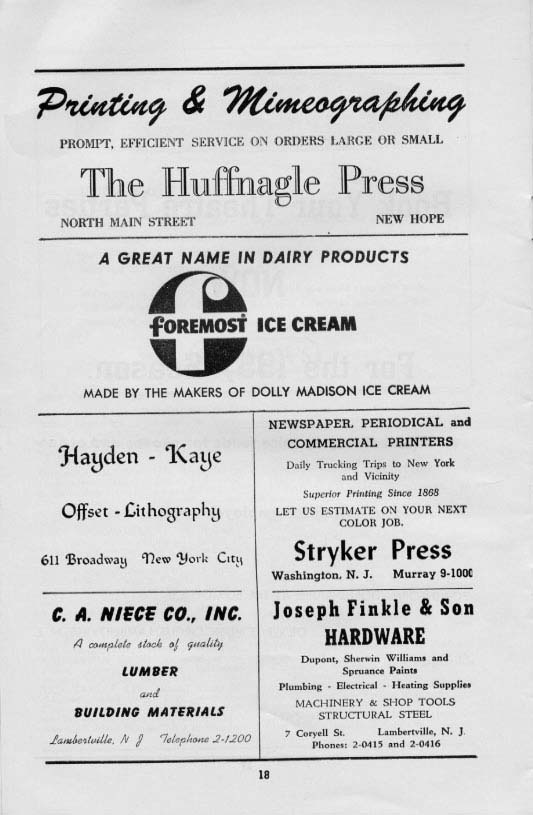 Printing & Mimeographing
PROMPT, EFFICIENT SERVICE ON ORDERS LARGE OR SMALL
The Huffnagle Press
NORTH MAIN STREET NEW HOPE
A GREAT NAME IN DAIRY PRODUCTS
f
FOREMOST ICE CREAM
MADE BY THE MAKERS OF DOLLY MADISON ICE CREAM
Hayden - Kaye
Offset - Lithography
611 Broadway New York City
NEWSPAPER, PERIODICAL and
COMMERCIAL PRINTERS
Daily Trucking Trips to New York
and Vicinity
Superior Printing Since 1868
LET US ESTIMATE ON YOUR NEXT
COLOR JOB.
Stryker Press
Washington, N. J. Murray 9-1000
C. A. NIECE CO., INC.
A complete stock of quality
LUMBER
and
BUILDING MATERIALS
Lambertville, N J Telephone 2-1200
Joseph Finkle & Son
HARDWARE
Dupont, Sherwin Williams and
Spruance Paints
Plumbing - Electrical - Heating Supplies
MACHINERY & SHOP TOOLS
STRUCTURAL STEEL
7 Coryell St. Lambertville, N. J.
Phones: 2-0415 and 2-0416
18